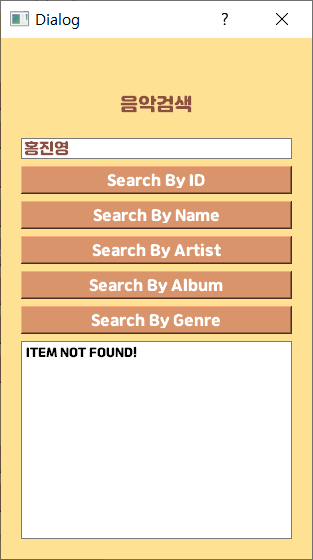 Dialog
음악검색
홍진영
Search By ID
Search By Name
Search By Artist
Search By Album
Search By Genre
ITEM NOT FOUND!